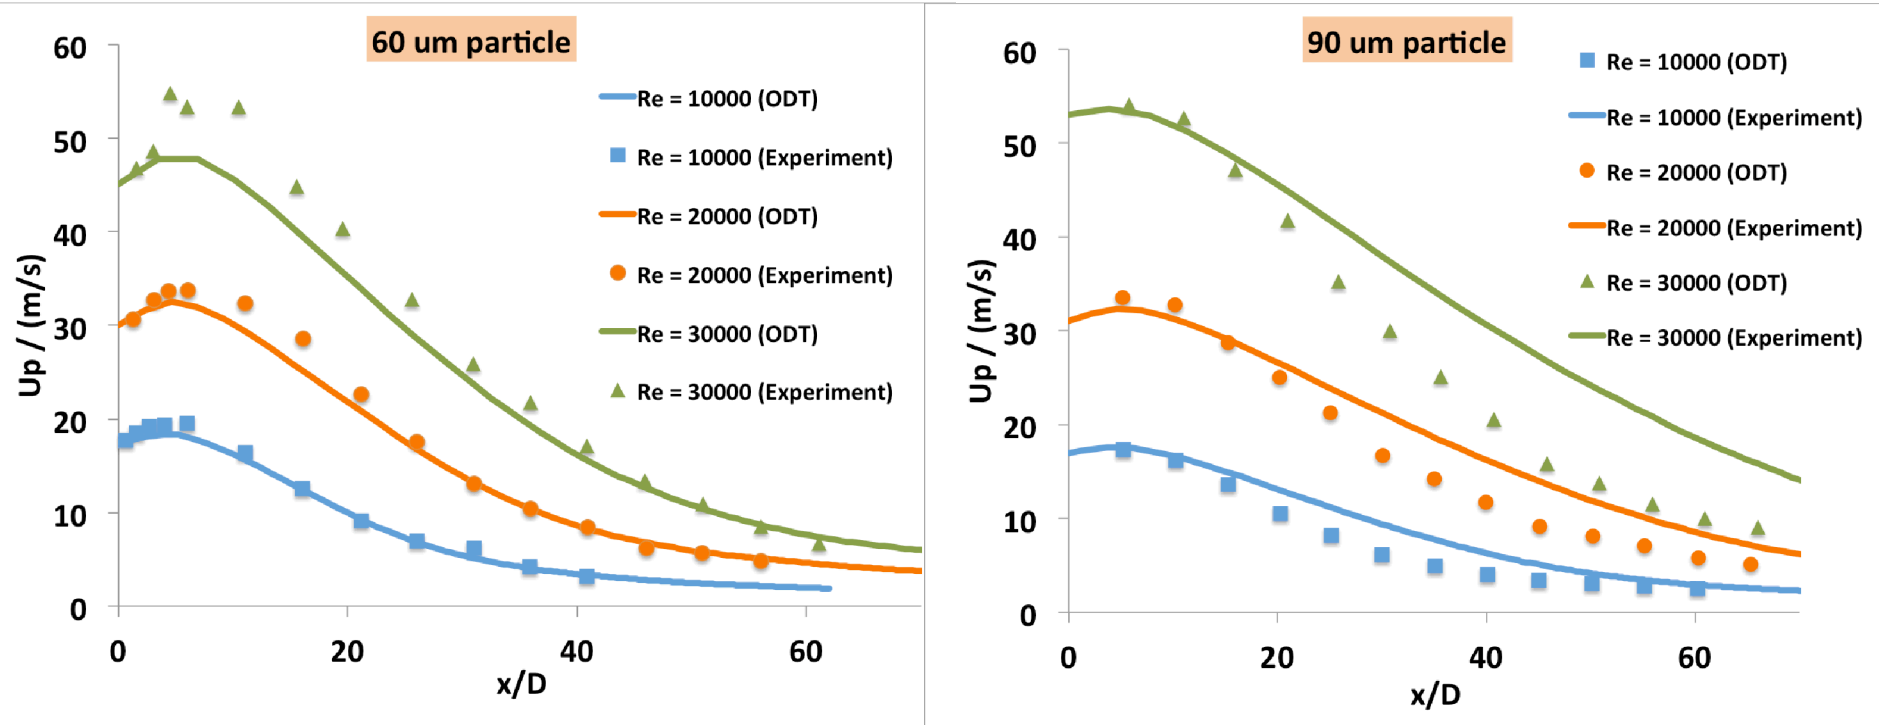 60 um particle
60
50
40
30
20
10
0
Up / (m/s)
0
20
40
60
x/D
Re = 10000 (ODT)
Re = 10000 (Experiment)
Re = 20000 (ODT)
Re = 20000 (Experiment)
Re = 30000 (ODT)
Re = 30000 (Experiment)
90 um particle
60
50
40
30
20
10
0
Up / (m/s)
0
20
40
60
x/D
Re = 10000 (ODT)
Re = 10000 (Experiment)
Re = 20000 (ODT)
Re = 20000 (Experiment)
Re = 30000 (ODT)
Re = 30000 (Experiment)